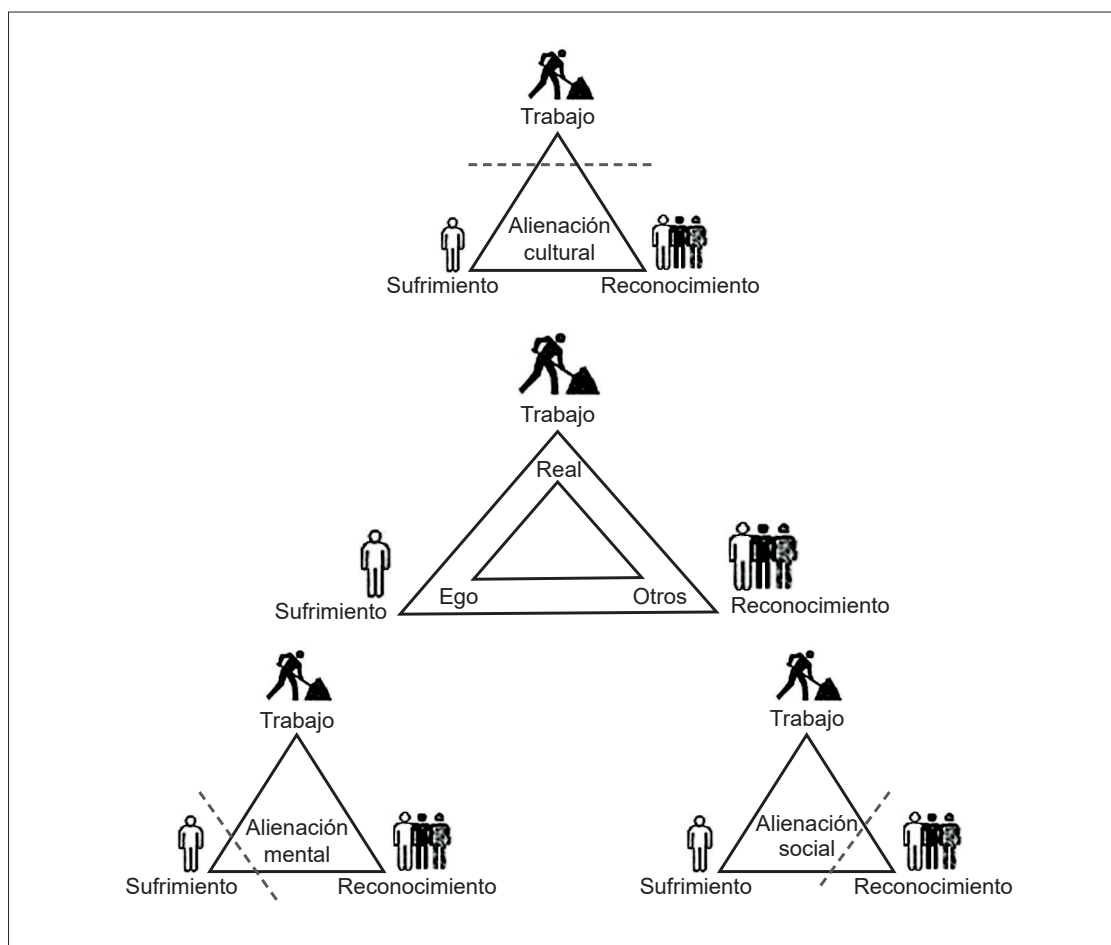 Trabajo
Alienación
cultural
Sufrimiento
Reconocimiento
Trabajo
Real
Ego
Otros
Sufrimiento
Reconocimiento
Trabajo
Alienación
mental
Sufrimiento
Reconocimiento
Trabajo
Alienación
social
Sufrimiento
Reconocimiento